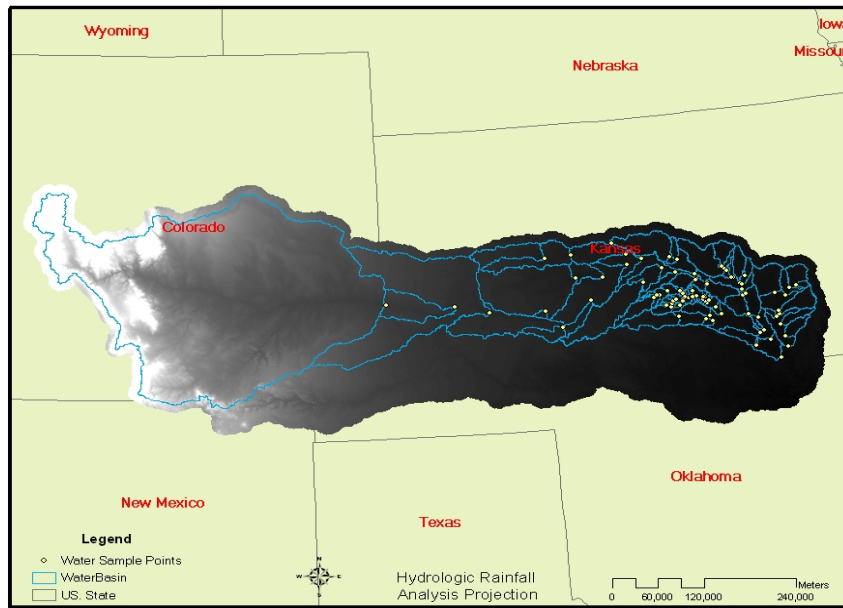 Wyoming
Iowa
Missouri
Nebraska
Colorado
Kansas
Oklahoma
New Mexico
Texas
Legend
Water Sample Points
WaterBasin
US. State
N
W E
S
Hydrologic Rainfall
Analysis Projection
Meters
0 60,000 120,000 240,000